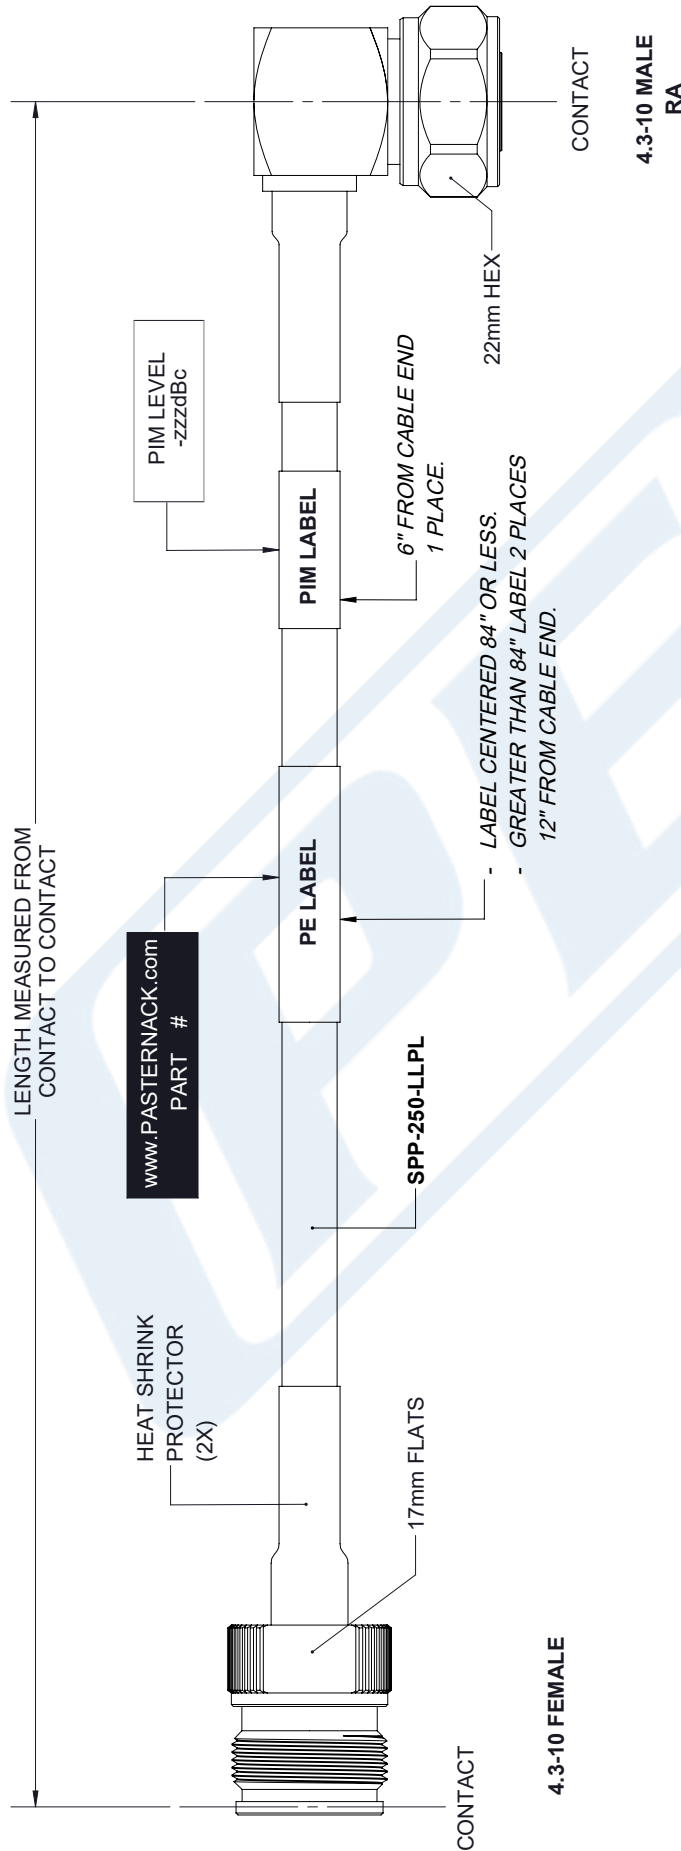 LENGTH MEASURED FROM
CONTACT TO CONTACT
HEAT SHRINK
PROTECTOR
(2X)
www.PASTERNACK.com
PART #
PIM LEVEL
-zzzdBc
PE LABEL
PIM LABEL
17mm FLATS
SPP-250-LLPL
6" FROM CABLE END
1 PLACE.
- LABEL CENTERED 84" OR LESS.
- GREATER THAN 84" LABEL 2 PLACES
12" FROM CABLE END.
22mm HEX
CONTACT
CONTACT
4.3-10 FEMALE
4.3-10 MALE
RA
PE